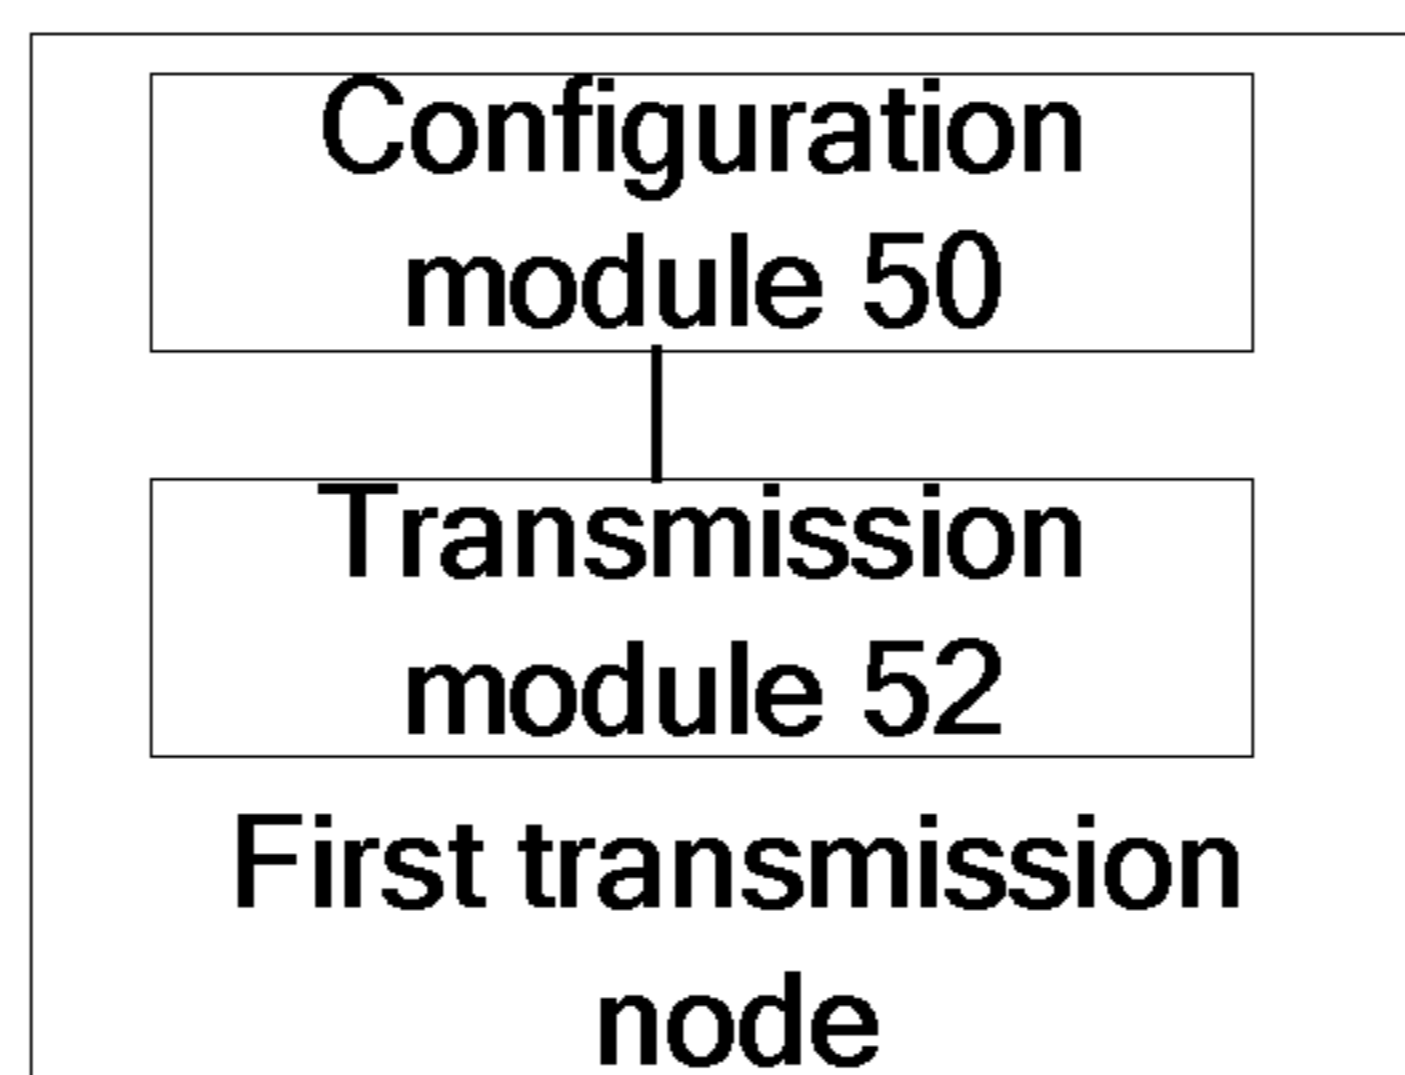 Configuration
module 50
Transmission
module 52
First transmission
node